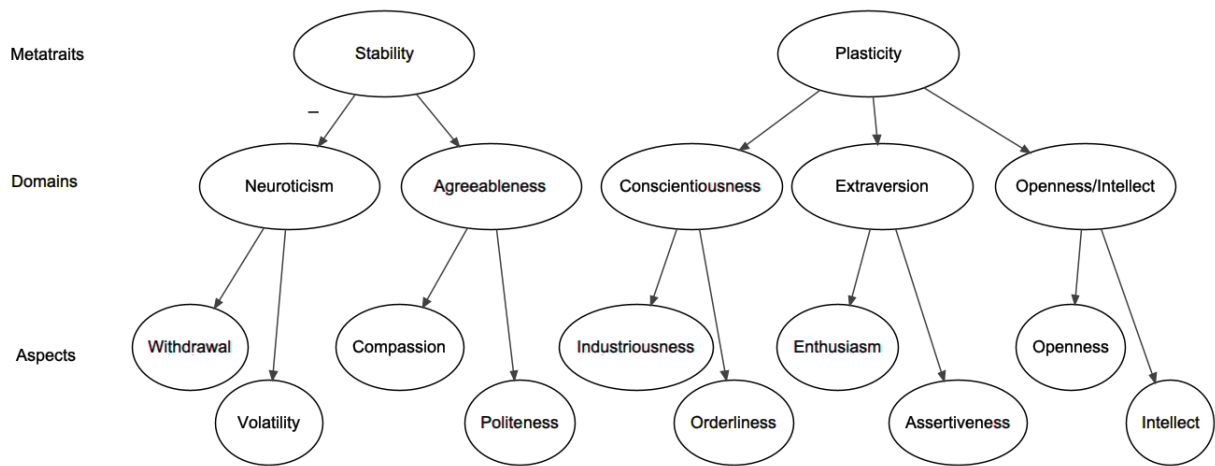 Metatraits
Stability
Plasticity
–
Domains
Neuroticism
Agreeableness
Conscientiousness
Extraversion
Openness/Intellect
Aspects
Withdrawal
Compassion
Industriousness
Enthusiasm
Openness
Volatility
Politeness
Orderliness
Assertiveness
Intellect